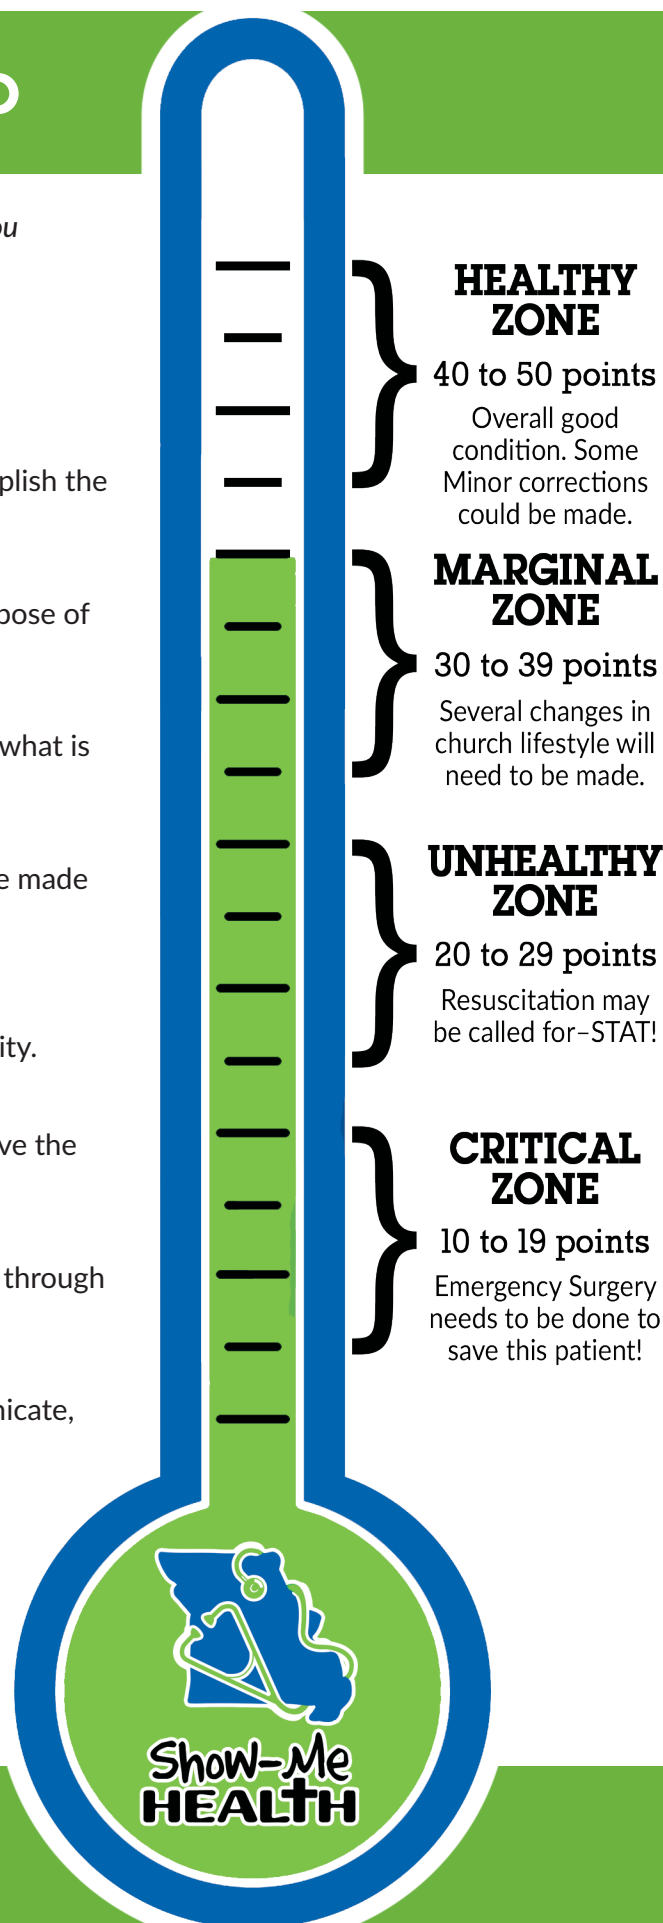 ou
plish the
pose of
what is
e made
ity.
ve the
through
nicate,
HEALTHY
ZONE
40 to 50 points
Overall good
condition. Some
Minor corrections
could be made.
MARGINAL
ZONE
30 to 39 points
Several changes in
church lifestyle will
need to be made.
UNHEALTHY
ZONE
20 to 29 points
Resuscitation may
be called for–STAT!
CRITICAL
ZONE
10 to 19 points
Emergency Surgery
needs to be done to
save this patient!
Show-Me
HEALTH